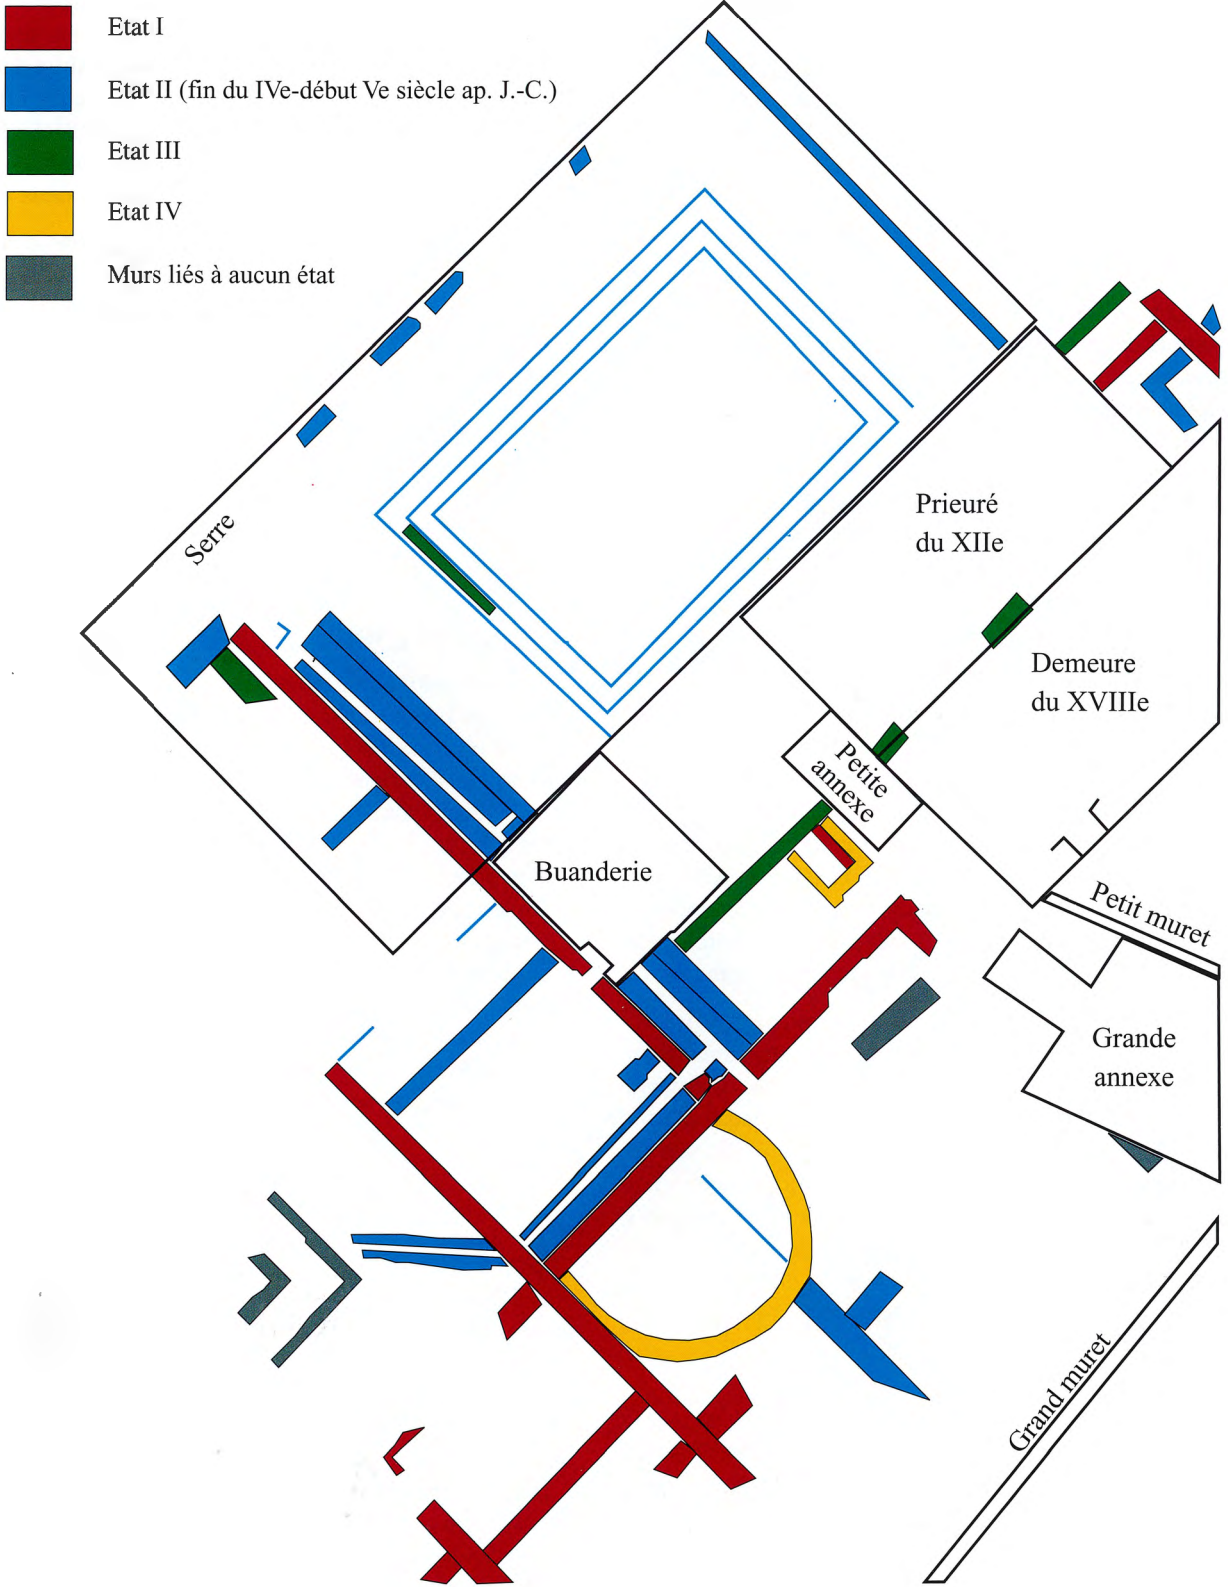 Etat I
Etat II (fin du IVe-début Ve siècle ap. J.-C.)
Etat III
Etat IV
Murs liés à aucun état
Serre
Prieuré
du XIIe
Demeure
du XVIIIe
Petite
annexe
Buanderie
Petit muret
Grande
annexe
Grand muret